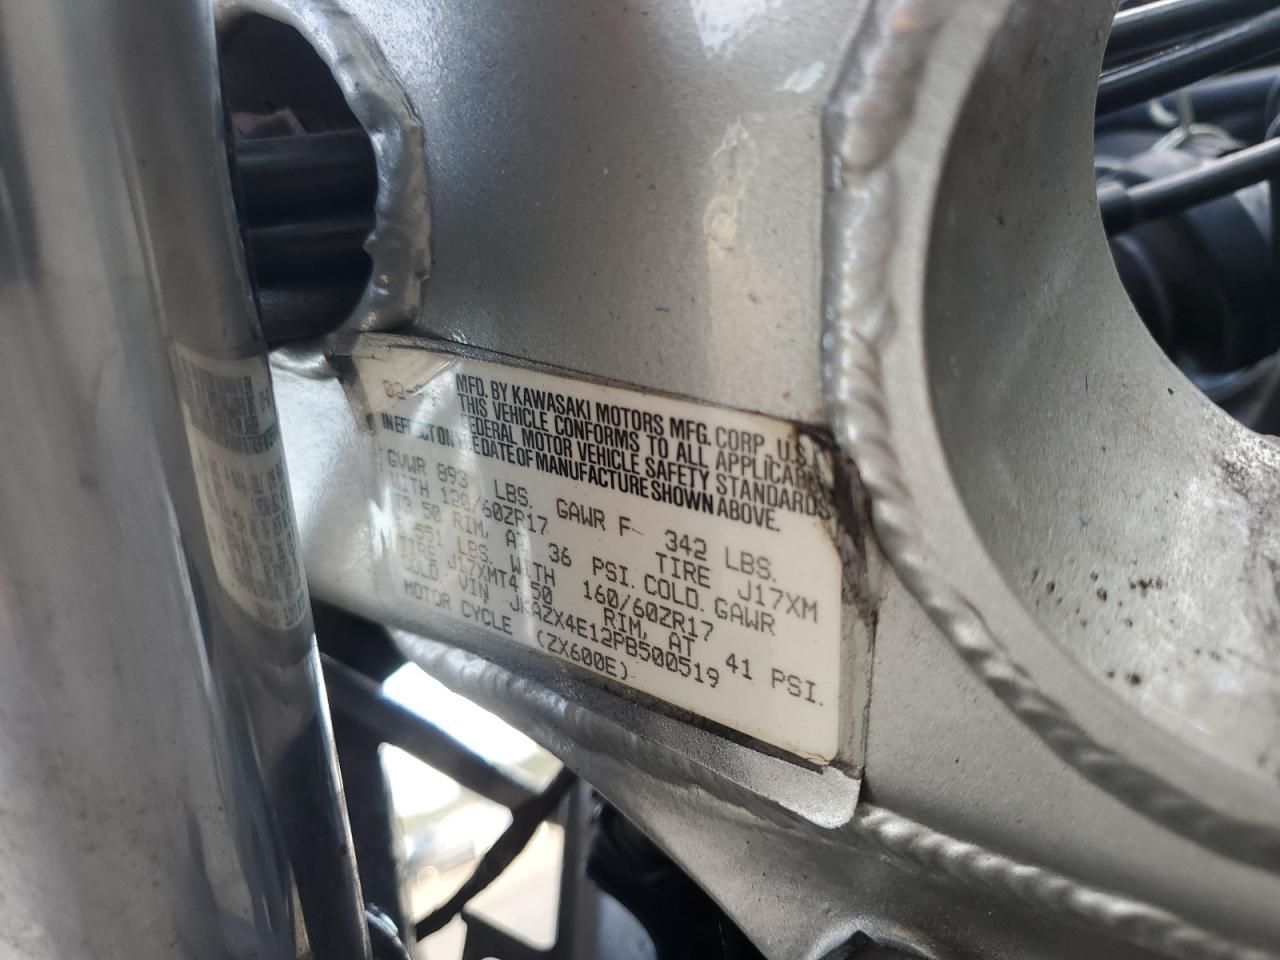 MFD. BY KAWASAKI MOTORS MFG. CORP., U.S.A.
THIS VEHICLE CONFORMS TO ALL APPLICABLE
FEDERAL MOTOR VEHICLE SAFETY STANDARDS
IN EFFECT ON THE DATE OF MANUFACTURE SHOWN ABOVE.
GVWR 893 LBS. GAWR F 342 LBS.
WITH 120/60ZR17 TIRE J17XM
T3.50 RIM, AT 36 PSI. COLD. GAWR
551 LBS. WITH 160/60ZR17
TIRE J17XMT4.50 RIM, AT 41 PSI.
COLD VIN JKAZX4E12PB500519
MOTOR CYCLE (ZX600E)